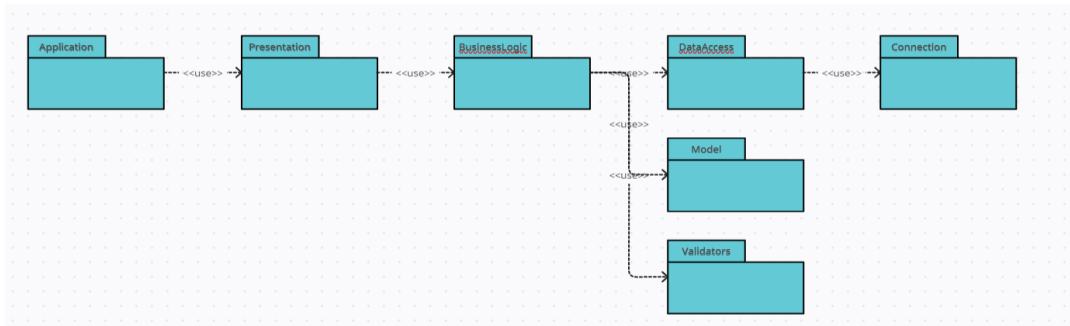 Application
Presentation
BusinessLogic
DataAccess
Connection
<<use>>
<<use>>
<<use>>
<<use>>
<<use>>
Model
<<use>>
Validators